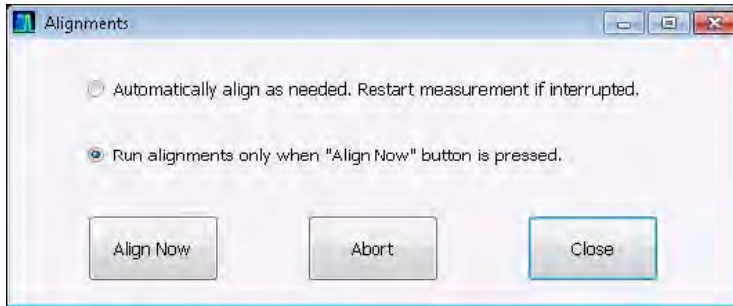 Alignments
Automatically align as needed. Restart measurement if interrupted.
Run alignments only when "Align Now" button is pressed.
Align Now Abort Close